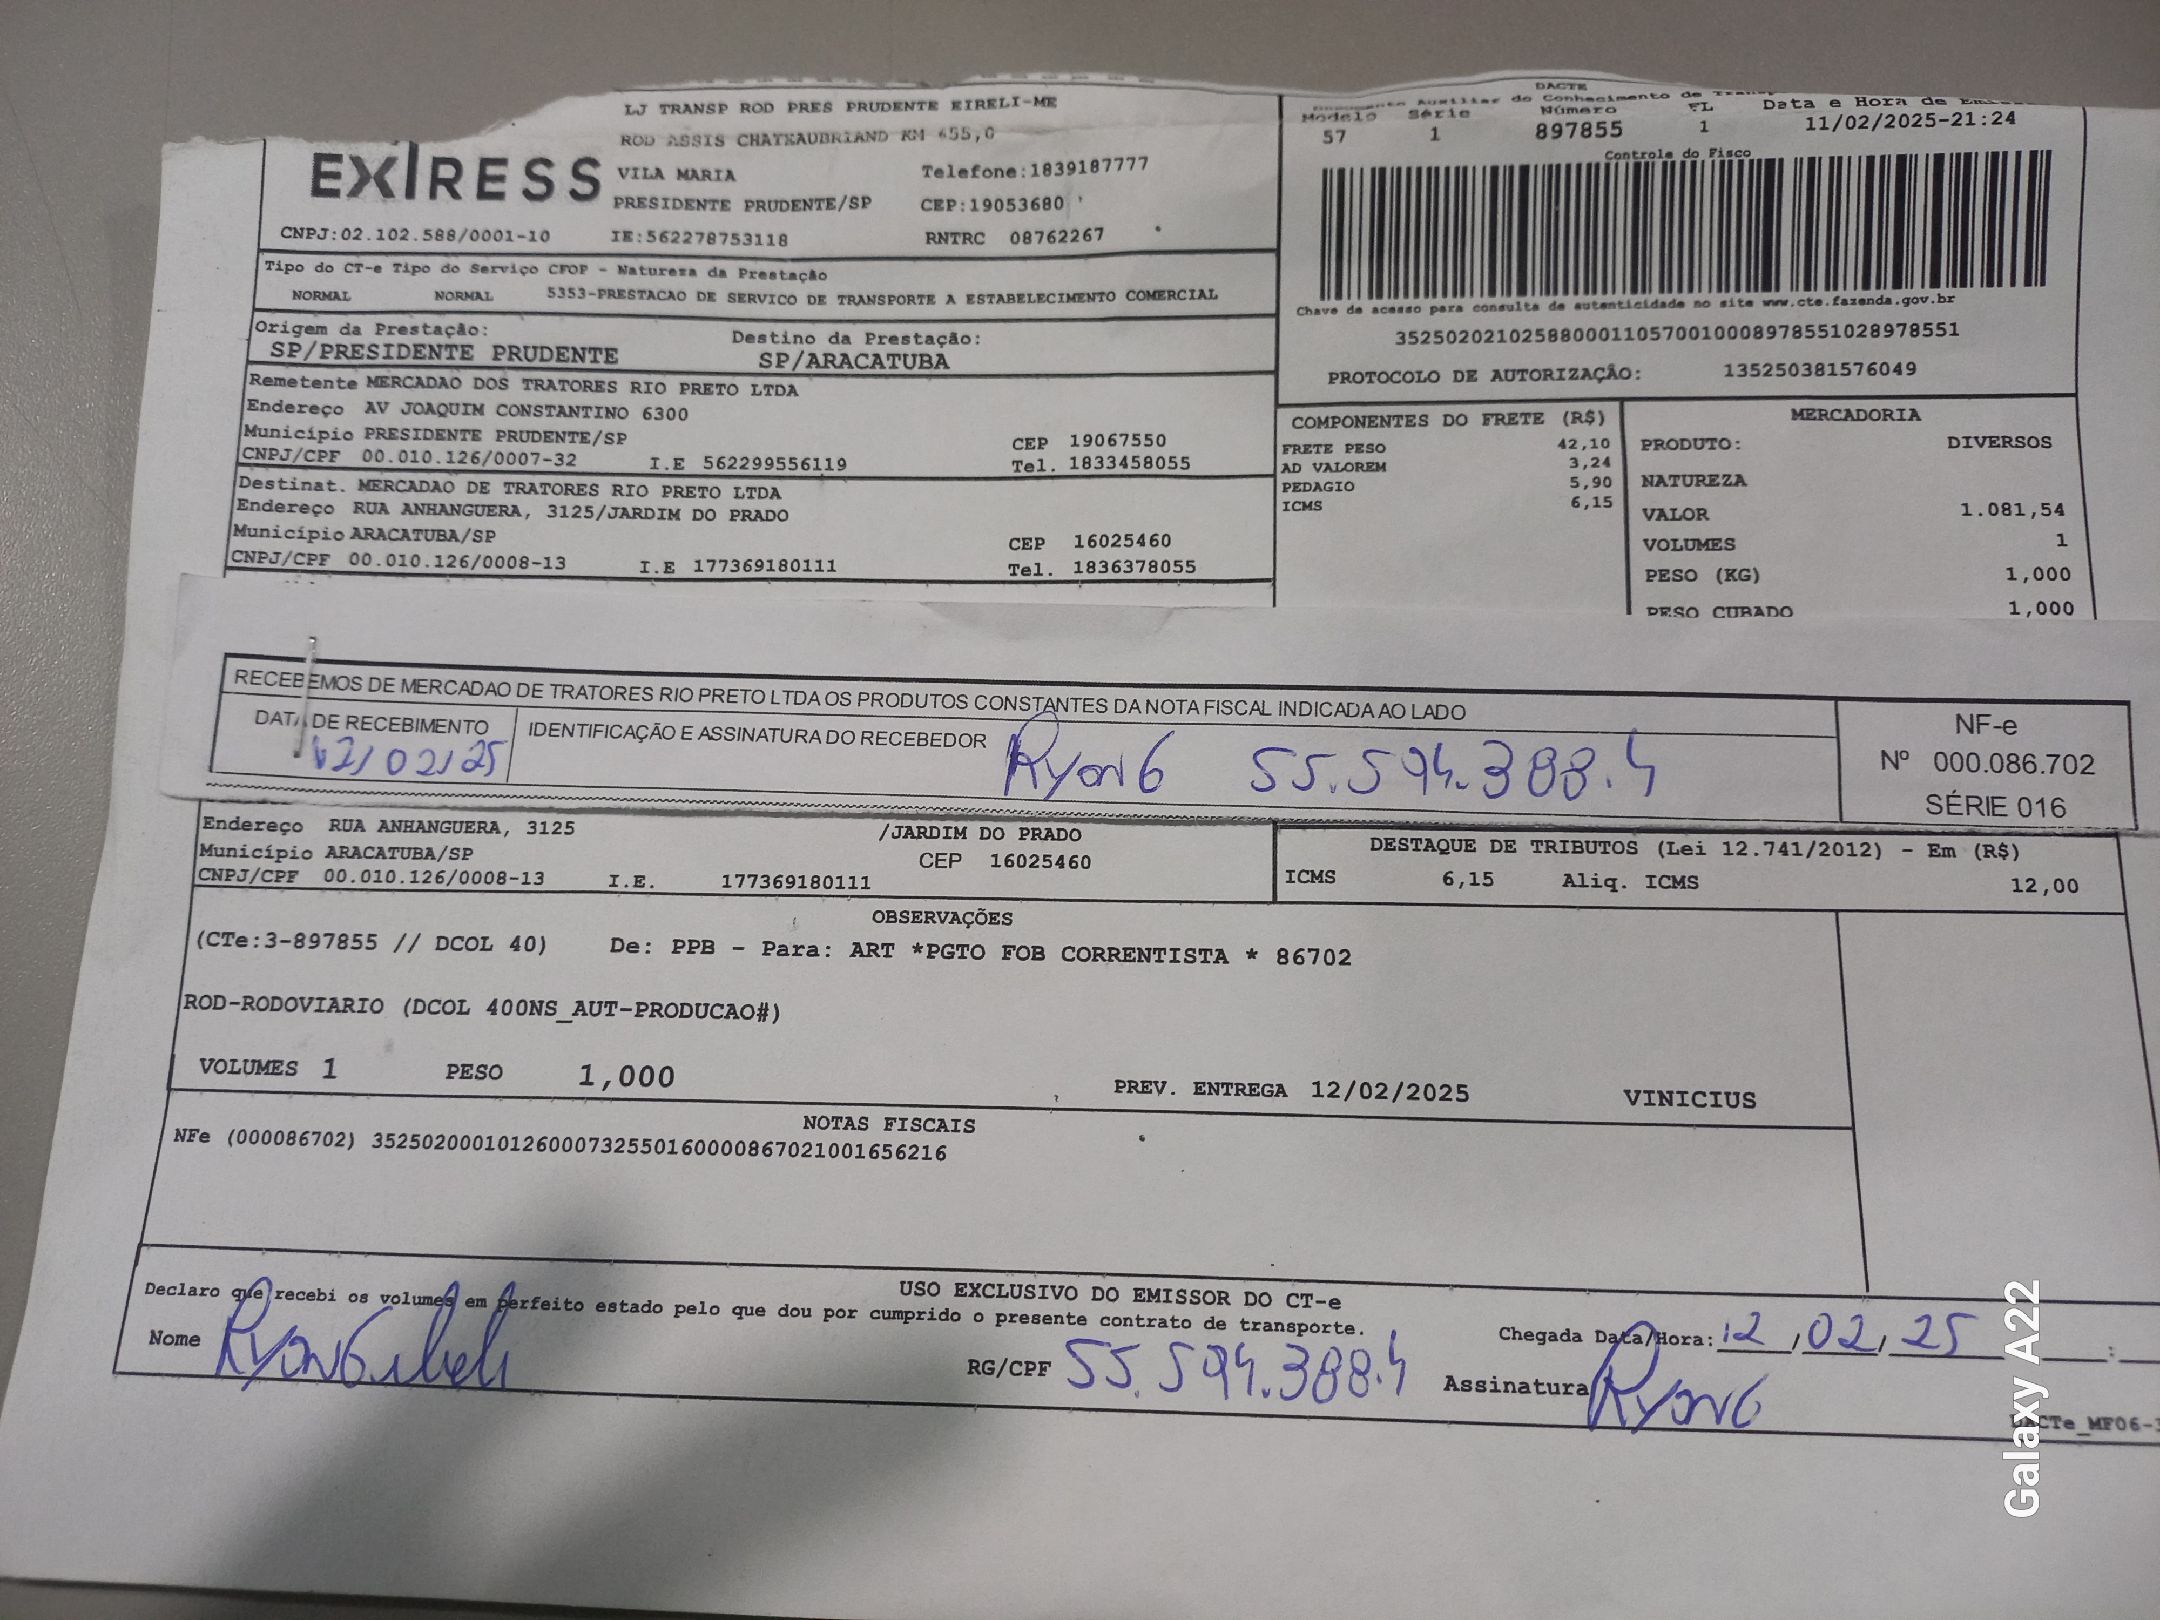 DACTE
LJ TRANSP ROD PRES PRUDENTE EIRELI-ME
Auxiliar do Conhecimento de
Modelo Série Número FL Data e Hora de
ROD ASSIS CHATEAUBRIAND KM 455,0
57 1 897855 1 11/02/2025-21:24
EXIRESS
VILA MARIA Telefone:1839187777
Controle do Fisco
PRESIDENTE PRUDENTE/SP CEP:19053680
CNPJ:02.102.588/0001-10 IE:562278753118 RNTRC 08762267
Tipo do CT-e Tipo do Serviço CFOP - Natureza da Prestação
NORMAL NORMAL 5353-PRESTACAO DE SERVICO DE TRANSPORTE A ESTABELECIMENTO COMERCIAL
Chave de acesso para consulta de autenticidade no site www.cte.fazenda.gov.br
35250202102588000110570010008978551028978551
PROTOCOLO DE AUTORIZAÇÃO: 135250381576049
Origem da Prestação: Destino da Prestação:
SP/PRESIDENTE PRUDENTE SP/ARACATUBA
Remetente MERCADAO DOS TRATORES RIO PRETO LTDA
Endereço AV JOAQUIM CONSTANTINO 6300
Município PRESIDENTE PRUDENTE/SP CEP 19067550
CNPJ/CPF 00.010.126/0007-32 I.E 562299556119 Tel. 1833458055
Destinat. MERCADAO DE TRATORES RIO PRETO LTDA
Endereço RUA ANHANGUERA, 3125/JARDIM DO PRADO
Município ARACATUBA/SP CEP 16025460
CNPJ/CPF 00.010.126/0008-13 I.E 177369180111 Tel. 1836378055
COMPONENTES DO FRETE (R$)
FRETE PESO 42,10
AD VALOREM 3,24
PEDAGIO 5,90
ICMS 6,15
MERCADORIA
PRODUTO: DIVERSOS
NATUREZA
VALOR 1.081,54
VOLUMES 1
PESO (KG) 1,000
PESO CUBADO 1,000
RECEBEMOS DE MERCADAO DE TRATORES RIO PRETO LTDA OS PRODUTOS CONSTANTES DA NOTA FISCAL INDICADA AO LADO
DATA DE RECEBIMENTO IDENTIFICAÇÃO E ASSINATURA DO RECEBEDOR
12/02/25 Ryan G 55.594.388.4
NF-e
Nº 000.086.702
SÉRIE 016
Endereço RUA ANHANGUERA, 3125 /JARDIM DO PRADO
Município ARACATUBA/SP CEP 16025460
CNPJ/CPF 00.010.126/0008-13 I.E. 177369180111
DESTAQUE DE TRIBUTOS (Lei 12.741/2012) - Em (R$)
ICMS 6,15 Aliq. ICMS 12,00
OBSERVAÇÕES
(CTe:3-897855 // DCOL 40) De: PPB - Para: ART *PGTO FOB CORRENTISTA * 86702
ROD-RODOVIARIO (DCOL 400NS_AUT-PRODUCAO#)
VOLUMES 1 PESO 1,000 PREV. ENTREGA 12/02/2025 VINICIUS
NOTAS FISCAIS
NFe (000086702) 35250200010126000732550160000867021001656216
USO EXCLUSIVO DO EMISSOR DO CT-e
Declaro que recebi os volumes em perfeito estado pelo que dou por cumprido o presente contrato de transporte.
Chegada Data/Hora: 12/02/25 :
Nome Ryan RG/CPF 55.594.388.4 Assinatura Ryan G
DACTe_MF06-
Galaxy A22